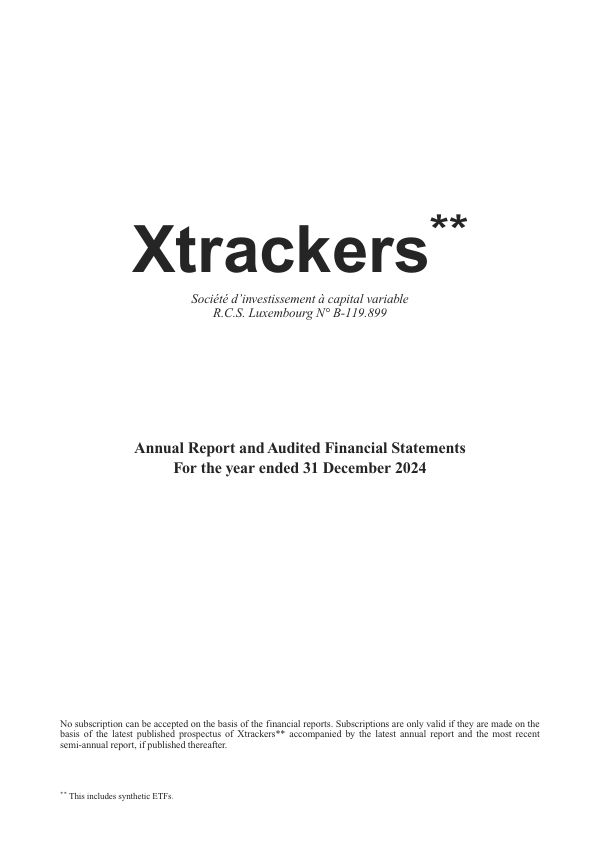 Xtrackers**
Société d’investissement à capital variable
R.C.S. Luxembourg N° B-119.899
Annual Report and Audited Financial Statements
For the year ended 31 December 2024
No subscription can be accepted on the basis of the financial reports. Subscriptions are only valid if they are made on the
basis of the latest published prospectus of Xtrackers** accompanied by the latest annual report and the most recent
semi-annual report, if published thereafter.
** This includes synthetic ETFs.